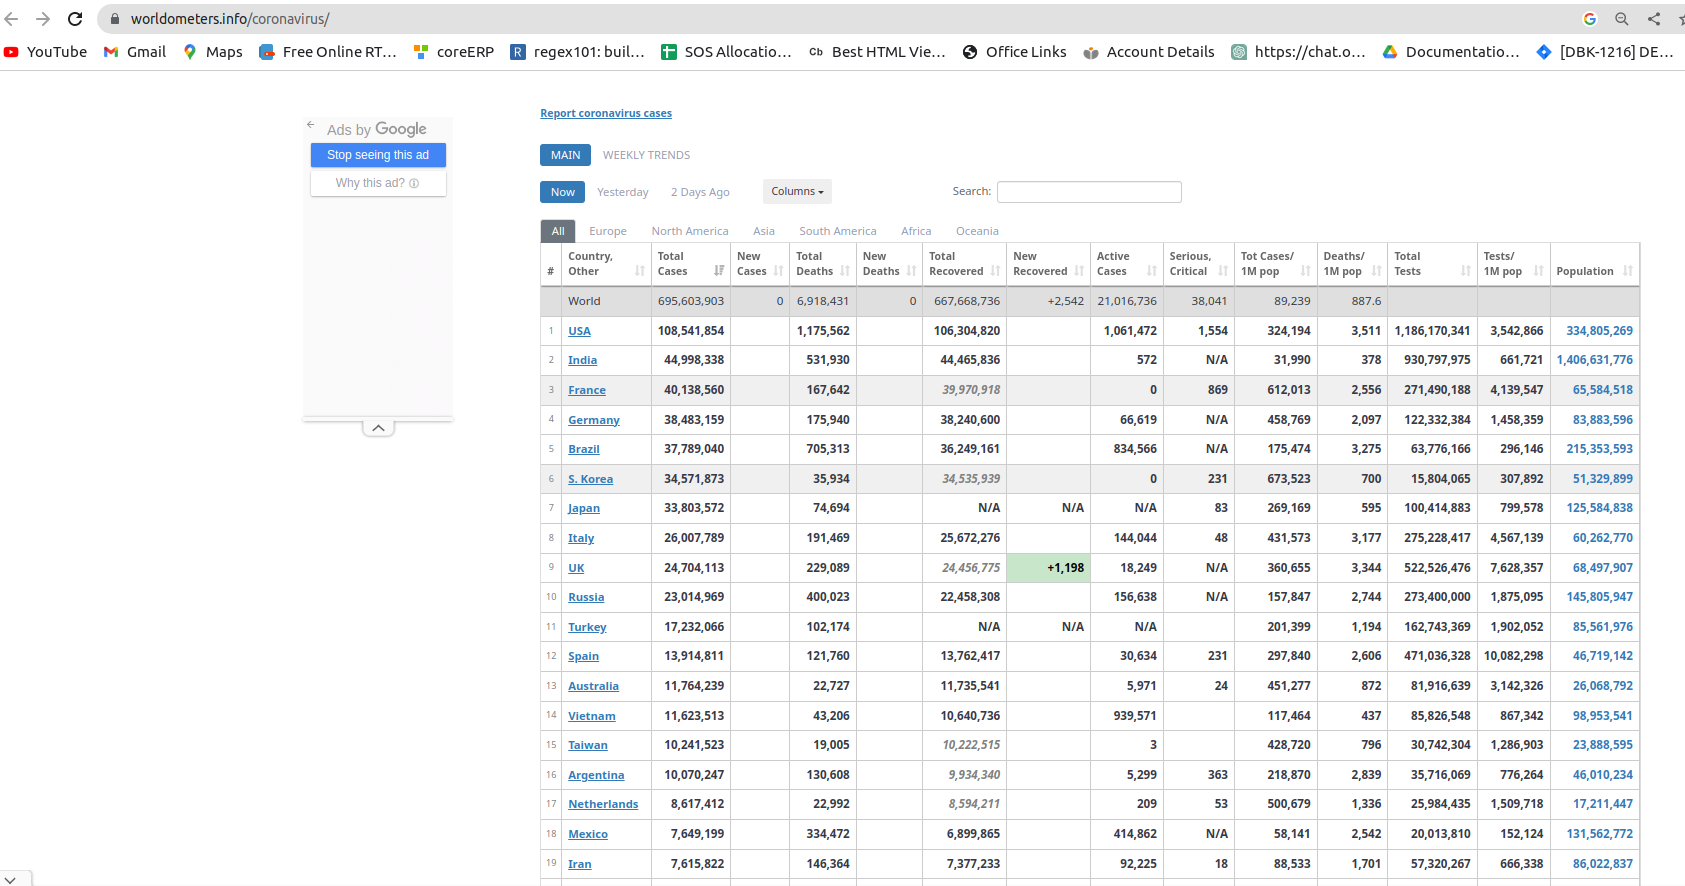 worldometers.info/coronavirus/
YouTube Gmail Maps Free Online RT... coreERP regex101: buil... SOS Allocatio... Cb Best HTML Vie... Office Links Account Details https://chat.o... Documentatio... [DBK-1216] DE...
Report coronavirus cases
Ads by Google
Stop seeing this ad
Why this ad?
MAIN WEEKLY TRENDS
Now Yesterday 2 Days Ago Columns Search:
All Europe North America Asia South America Africa Oceania
# Country, Other Total Cases New Cases Total Deaths New Deaths Total Recovered New Recovered Active Cases Serious, Critical Tot Cases/ 1M pop Deaths/ 1M pop Total Tests Tests/ 1M pop Population
World 695,603,903 0 6,918,431 0 667,668,736 +2,542 21,016,736 38,041 89,239 887.6
1 USA 108,541,854 1,175,562 106,304,820 1,061,472 1,554 324,194 3,511 1,186,170,341 3,542,866 334,805,269
2 India 44,998,338 531,930 44,465,836 572 N/A 31,990 378 930,797,975 661,721 1,406,631,776
3 France 40,138,560 167,642 39,970,918 0 869 612,013 2,556 271,490,188 4,139,547 65,584,518
4 Germany 38,483,159 175,940 38,240,600 66,619 N/A 458,769 2,097 122,332,384 1,458,359 83,883,596
5 Brazil 37,789,040 705,313 36,249,161 834,566 N/A 175,474 3,275 63,776,166 296,146 215,353,593
6 S. Korea 34,571,873 35,934 34,535,939 0 231 673,523 700 15,804,065 307,892 51,329,899
7 Japan 33,803,572 74,694 N/A N/A N/A 83 269,169 595 100,414,883 799,578 125,584,838
8 Italy 26,007,789 191,469 25,672,276 144,044 48 431,573 3,177 275,228,417 4,567,139 60,262,770
9 UK 24,704,113 229,089 24,456,775 +1,198 18,249 N/A 360,655 3,344 522,526,476 7,628,357 68,497,907
10 Russia 23,014,969 400,023 22,458,308 156,638 N/A 157,847 2,744 273,400,000 1,875,095 145,805,947
11 Turkey 17,232,066 102,174 N/A N/A N/A 201,399 1,194 162,743,369 1,902,052 85,561,976
12 Spain 13,914,811 121,760 13,762,417 30,634 231 297,840 2,606 471,036,328 10,082,298 46,719,142
13 Australia 11,764,239 22,727 11,735,541 5,971 24 451,277 872 81,916,639 3,142,326 26,068,792
14 Vietnam 11,623,513 43,206 10,640,736 939,571 117,464 437 85,826,548 867,342 98,953,541
15 Taiwan 10,241,523 19,005 10,222,515 3 428,720 796 30,742,304 1,286,903 23,888,595
16 Argentina 10,070,247 130,608 9,934,340 5,299 363 218,870 2,839 35,716,069 776,264 46,010,234
17 Netherlands 8,617,412 22,992 8,594,211 209 53 500,679 1,336 25,984,435 1,509,718 17,211,447
18 Mexico 7,649,199 334,472 6,899,865 414,862 N/A 58,141 2,542 20,013,810 152,124 131,562,772
19 Iran 7,615,822 146,364 7,377,233 92,225 18 88,533 1,701 57,320,267 666,338 86,022,837